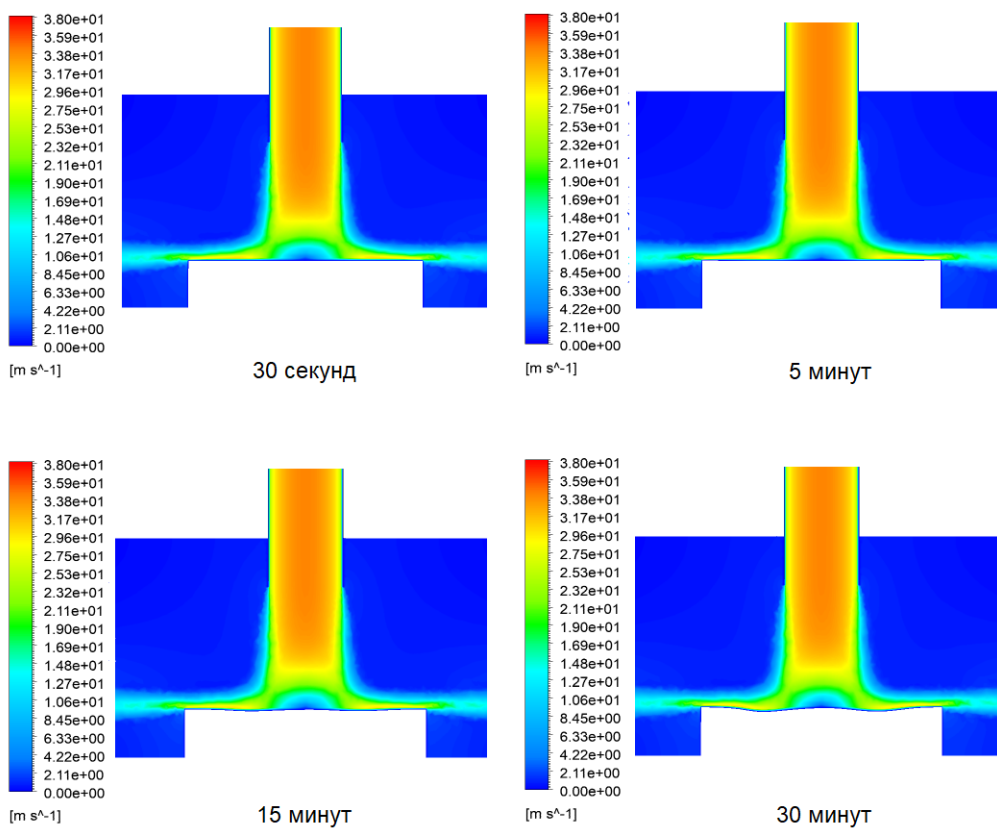 3.80e+01
3.59e+01
3.38e+01
3.17e+01
2.96e+01
2.75e+01
2.53e+01
2.32e+01
2.11e+01
1.90e+01
1.69e+01
1.48e+01
1.27e+01
1.06e+01
8.45e+00
6.33e+00
4.22e+00
2.11e+00
0.00e+00
[m s^-1]
30 секунд
3.80e+01
3.59e+01
3.38e+01
3.17e+01
2.96e+01
2.75e+01
2.53e+01
2.32e+01
2.11e+01
1.90e+01
1.69e+01
1.48e+01
1.27e+01
1.06e+01
8.45e+00
6.33e+00
4.22e+00
2.11e+00
0.00e+00
[m s^-1]
5 минут
3.80e+01
3.59e+01
3.38e+01
3.17e+01
2.96e+01
2.75e+01
2.53e+01
2.32e+01
2.11e+01
1.90e+01
1.69e+01
1.48e+01
1.27e+01
1.06e+01
8.45e+00
6.33e+00
4.22e+00
2.11e+00
0.00e+00
[m s^-1]
15 минут
3.80e+01
3.59e+01
3.38e+01
3.17e+01
2.96e+01
2.75e+01
2.53e+01
2.32e+01
2.11e+01
1.90e+01
1.69e+01
1.48e+01
1.27e+01
1.06e+01
8.45e+00
6.33e+00
4.22e+00
2.11e+00
0.00e+00
[m s^-1]
30 минут